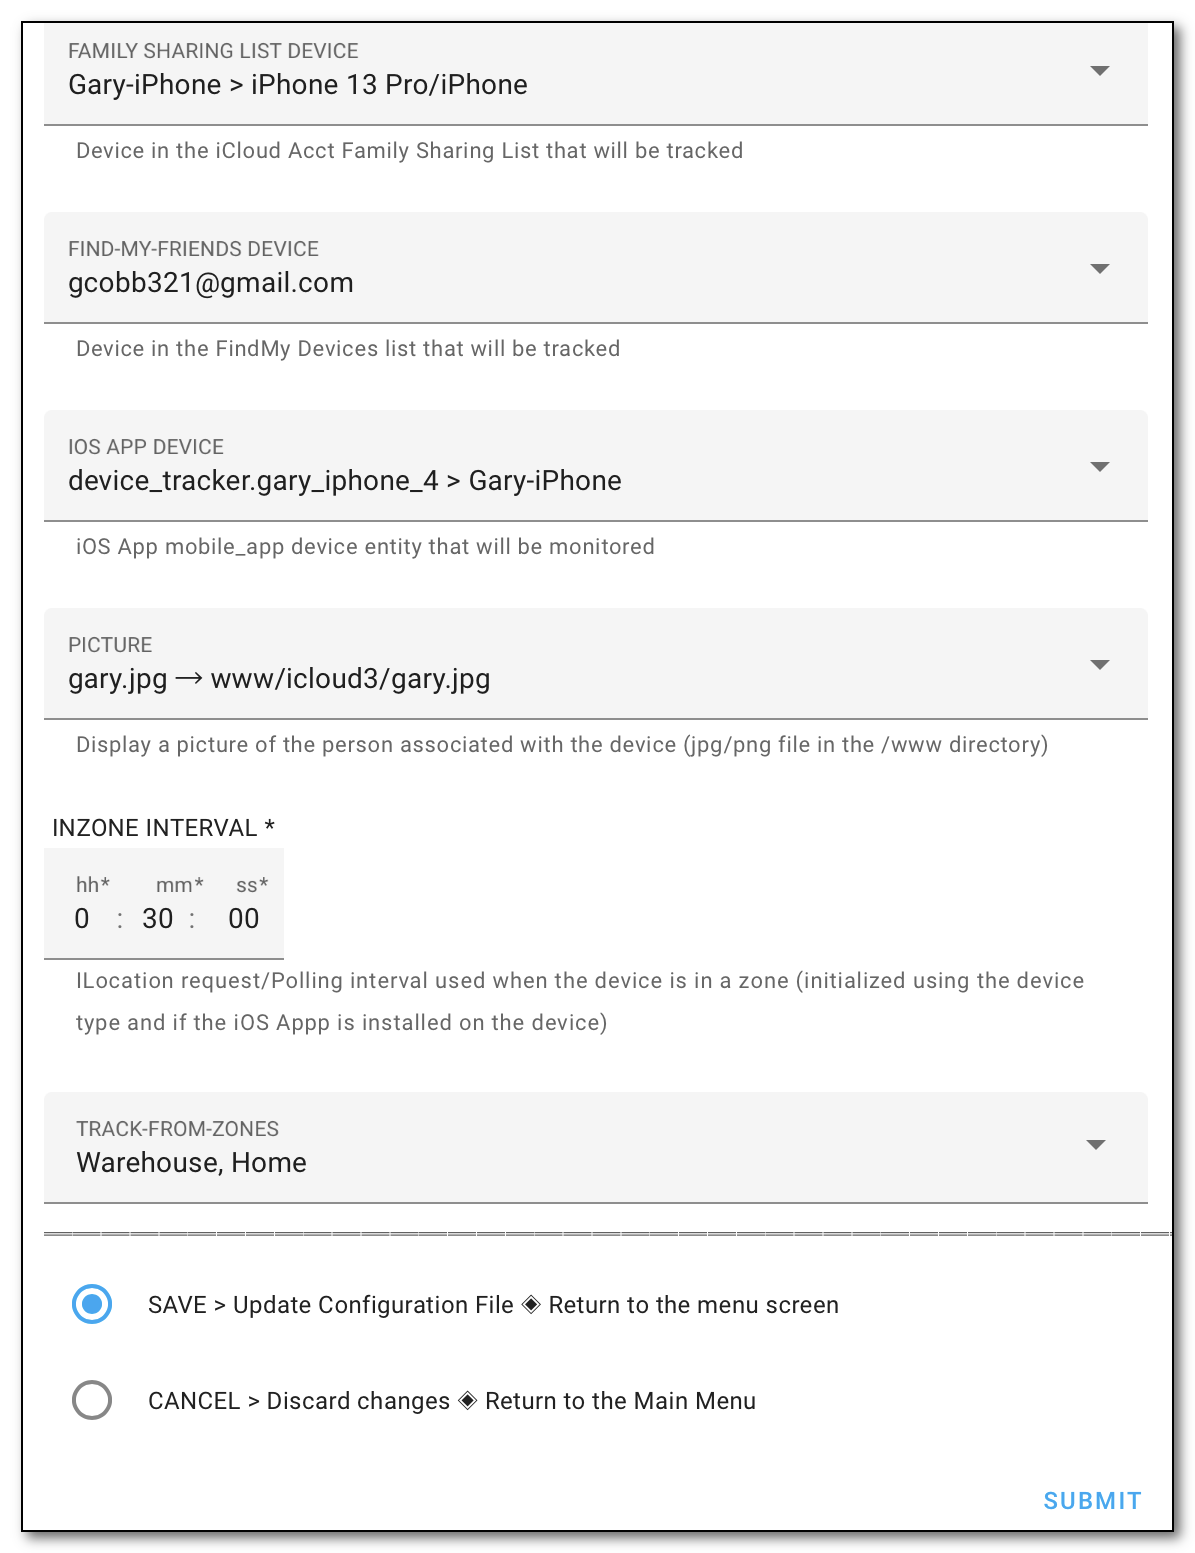 FAMILY SHARING LIST DEVICE
Gary-iPhone > iPhone 13 Pro/iPhone
Device in the iCloud Acct Family Sharing List that will be tracked
FIND-MY-FRIENDS DEVICE
gcobb321@gmail.com
Device in the FindMy Devices list that will be tracked
IOS APP DEVICE
device_tracker.gary_iphone_4 > Gary-iPhone
iOS App mobile_app device entity that will be monitored
PICTURE
gary.jpg → www/icloud3/gary.jpg
Display a picture of the person associated with the device (jpg/png file in the /www directory)
INZONE INTERVAL *
hh* mm* ss*
0 : 30 : 00
ILocation request/Polling interval used when the device is in a zone (initialized using the device
type and if the iOS Appp is installed on the device)
TRACK-FROM-ZONES
Warehouse, Home
SAVE > Update Configuration File ◈ Return to the menu screen
CANCEL > Discard changes ◈ Return to the Main Menu
SUBMIT